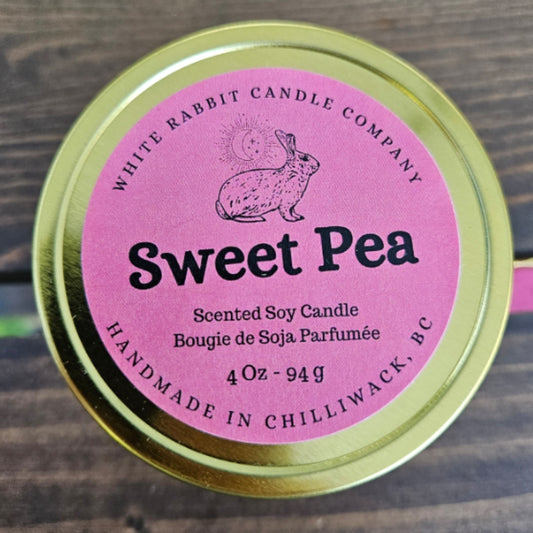 WHITE RABBIT CANDLE COMPANY
Sweet Pea
Scented Soy Candle
Bougie de Soja Parfumée
4 Oz - 94 g
HANDMADE IN CHILLIWACK, BC